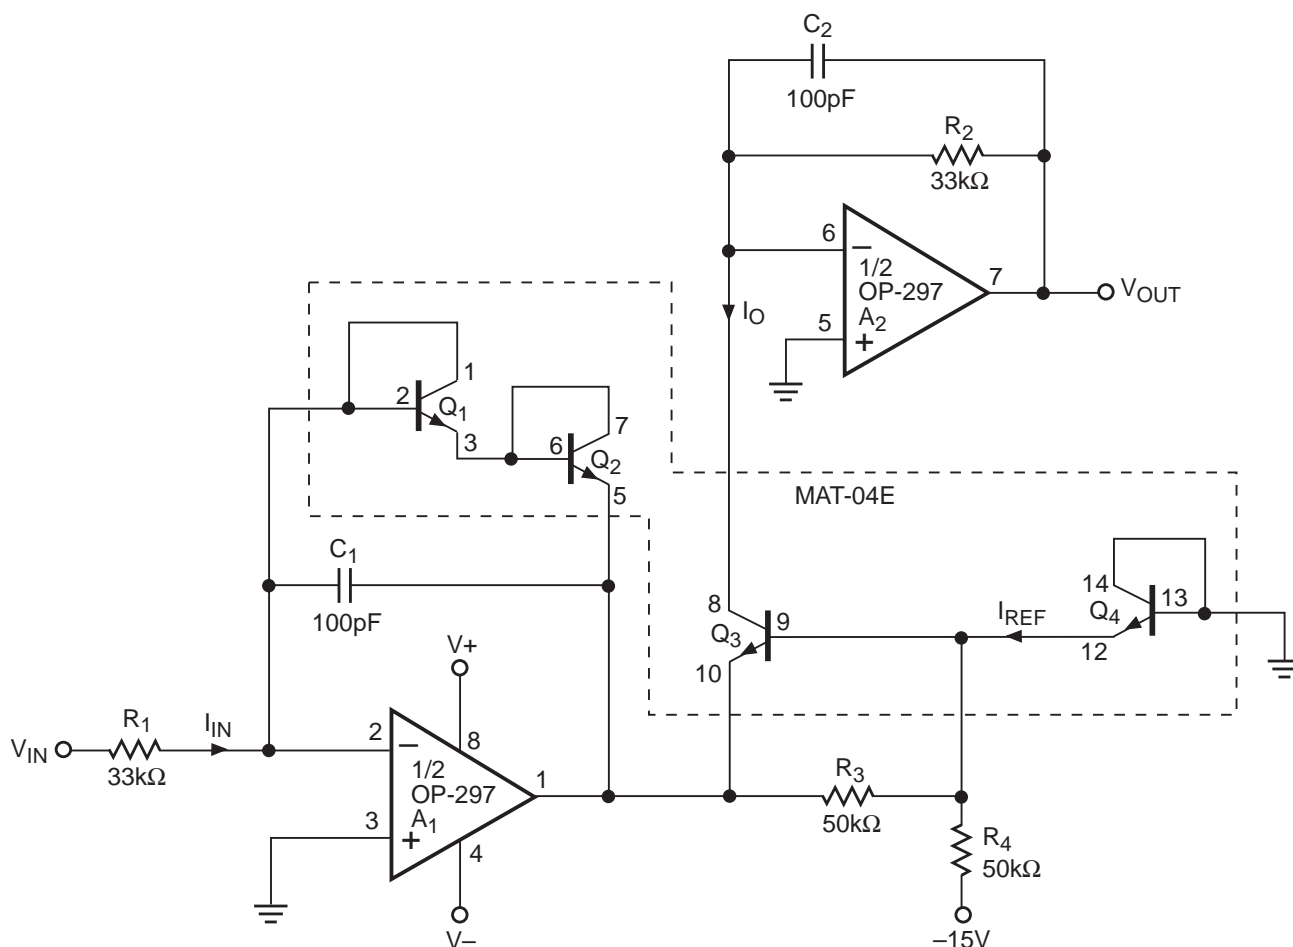 C2
100pF
R2
33kΩ
6
–
1/2
OP-297
A2
7
VOUT
5
+
IO
1
2
Q1
3
7
6
Q2
5
MAT-04E
C1
100pF
8
9
Q3
10
IREF
14
13
Q4
12
V+
R1
IIN
VIN
33kΩ
2
–
8
1/2
OP-297
A1
1
3
+
4
V–
R3
50kΩ
R4
50kΩ
–15V